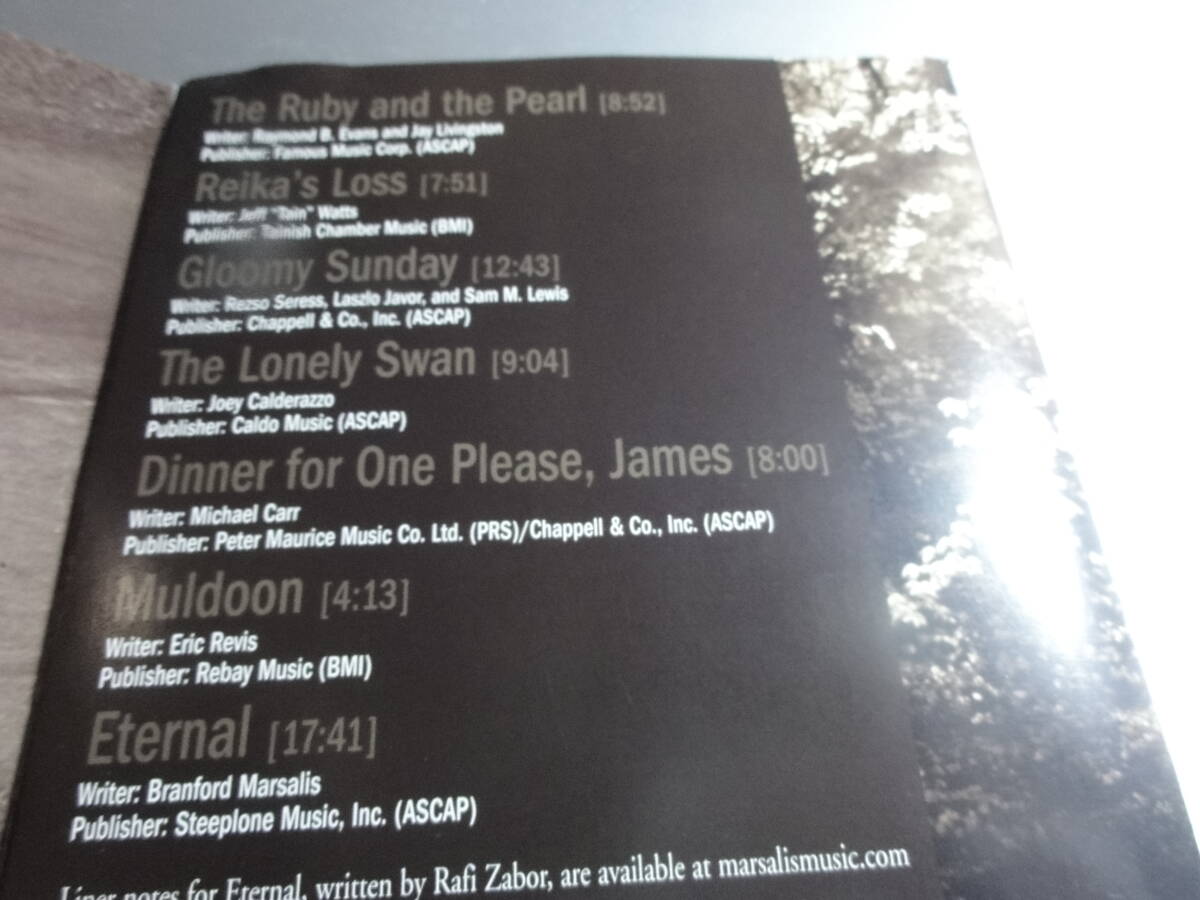 The Ruby and the Pearl [8:52]
Writer: Raymond B. Evans and Jay Livingston
Publisher: Famous Music Corp. (ASCAP)
Reika's Loss [7:51]
Writer: Jeff "Tain" Watts
Publisher: Tainish Chamber Music (BMI)
Gloomy Sunday [12:43]
Writer: Rezso Seress, Laszlo Javor, and Sam M. Lewis
Publisher: Chappell & Co., Inc. (ASCAP)
The Lonely Swan [9:04]
Writer: Joey Calderazzo
Publisher: Caldo Music (ASCAP)
Dinner for One Please, James [8:00]
Writer: Michael Carr
Publisher: Peter Maurice Music Co. Ltd. (PRS)/Chappell & Co., Inc. (ASCAP)
Muldoon [4:13]
Writer: Eric Revis
Publisher: Rebay Music (BMI)
Eternal [17:41]
Writer: Branford Marsalis
Publisher: Steeplone Music, Inc. (ASCAP)
Liner notes for Eternal, written by Rafi Zabor, are available at marsalismusic.com